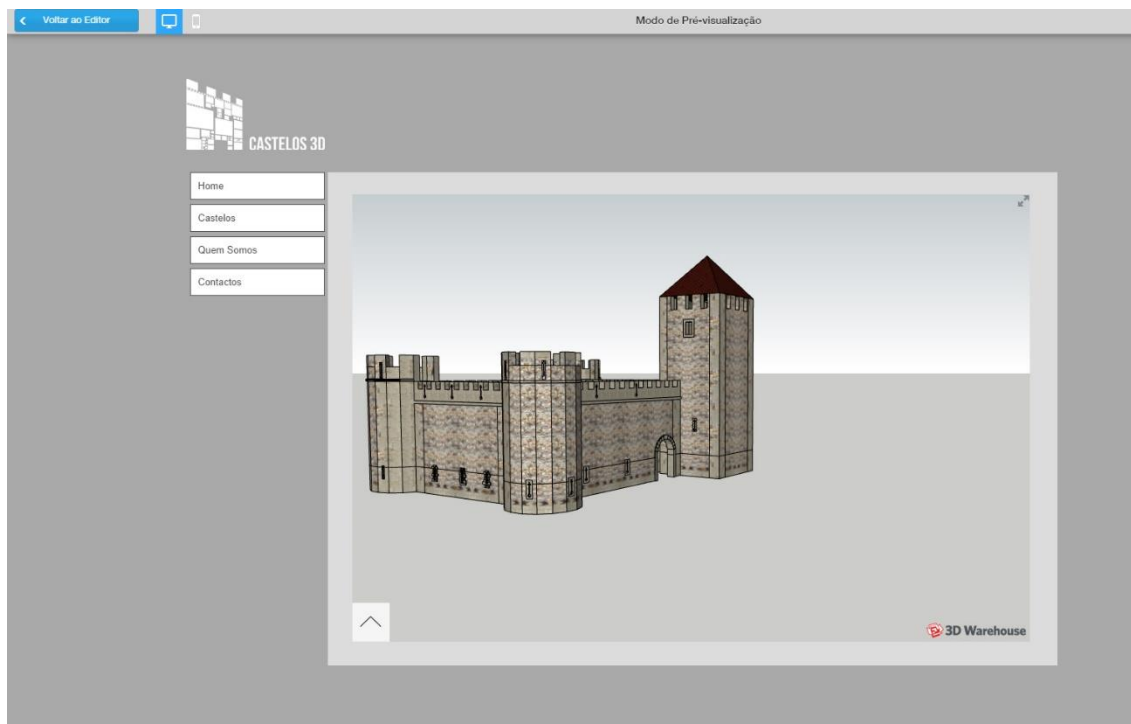 Voltar ao Editor
Modo de Pré-visualização
CASTELOS 3D
Home
Castelos
Quem Somos
Contactos
3D Warehouse